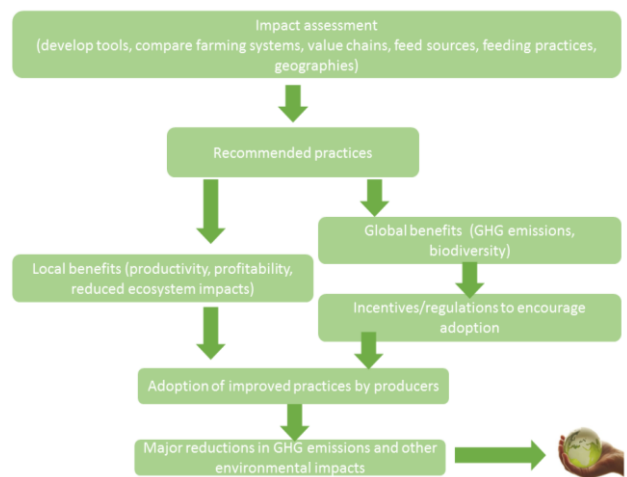 Impact assessment
(develop tools, compare farming systems, value chains, feed sources, feeding practices,
geographies)
Recommended practices
Global benefits (GHG emissions,
biodiversity)
Local benefits (productivity, profitability,
reduced ecosystem impacts)
Incentives/regulations to encourage
adoption
Adoption of improved practices by producers
Major reductions in GHG emissions and other
environmental impacts